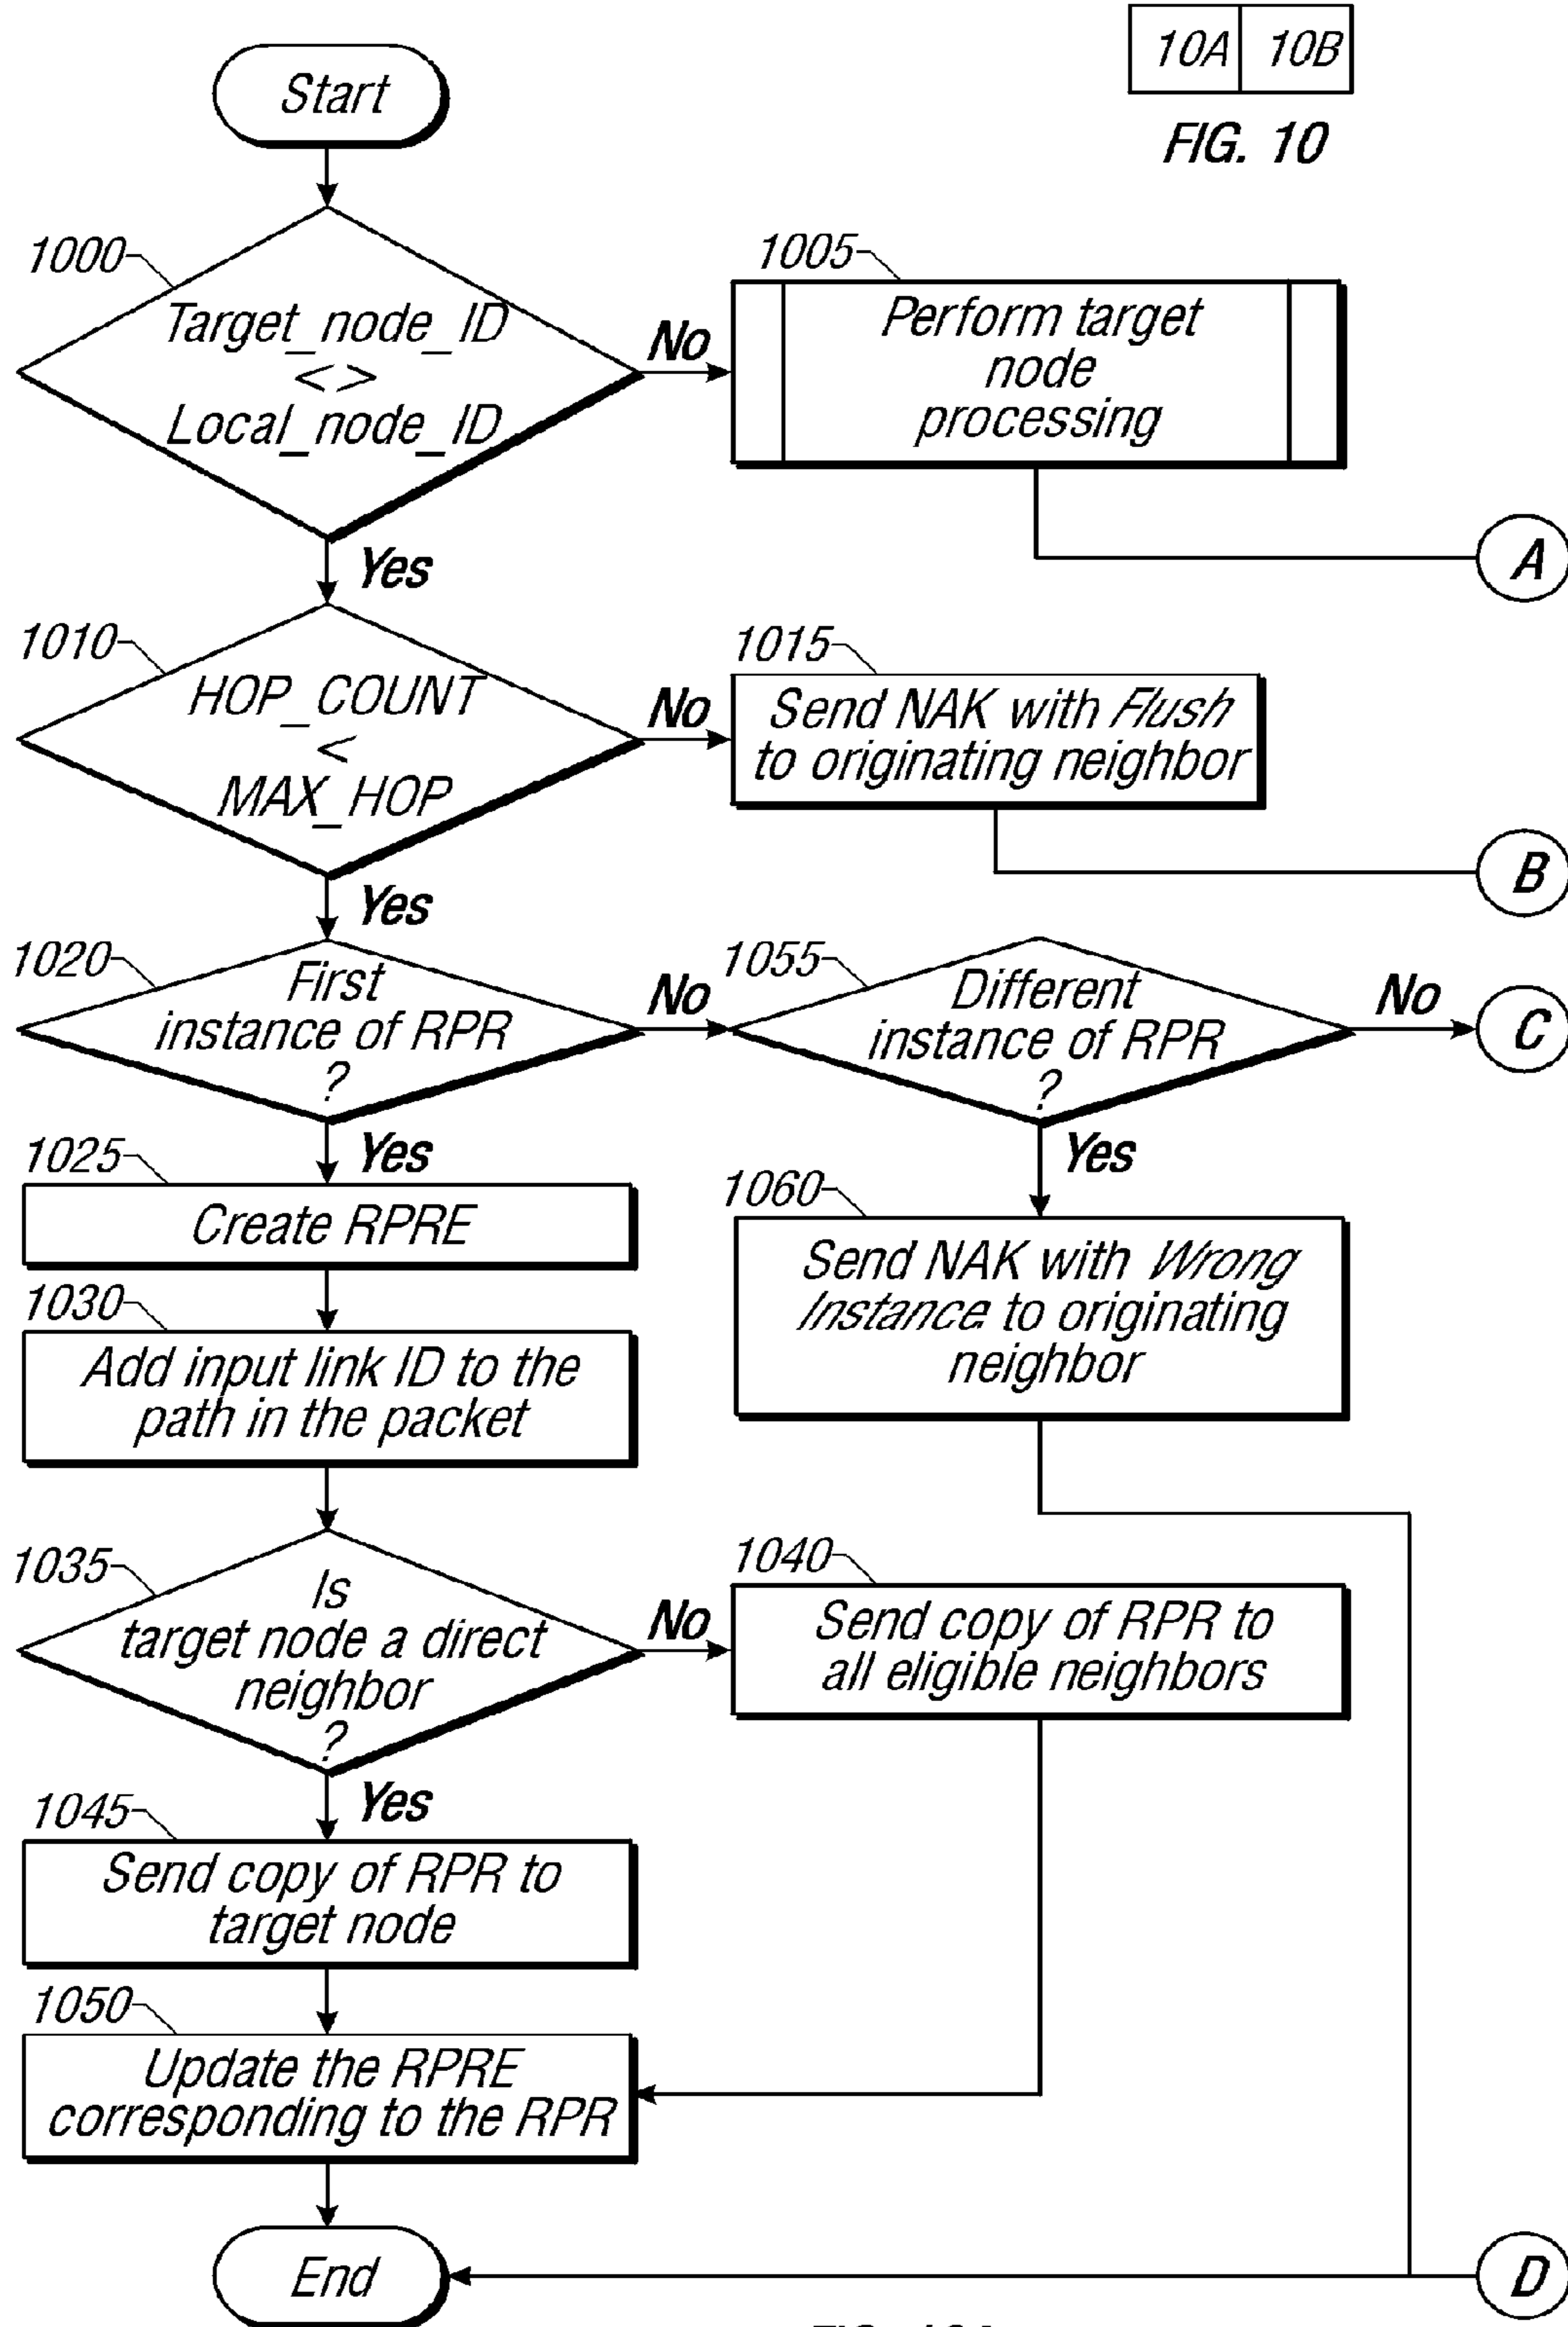 10A 10B
FIG. 10
Start
1000
Target_node_ID
<>
Local_node_ID
No
Yes
1005
Perform target
node
processing
A
1010
HOP_COUNT
<
MAX_HOP
No
Yes
1015
Send NAK with Flush
to originating neighbor
B
1020
First
instance of RPR
?
No
Yes
1055
Different
instance of RPR
?
No
C
Yes
1025
Create RPRE
1060
Send NAK with Wrong
Instance to originating
neighbor
1030
Add input link ID to the
path in the packet
1035
Is
target node a direct
neighbor
?
No
Yes
1040
Send copy of RPR to
all eligible neighbors
1045
Send copy of RPR to
target node
1050
Update the RPRE
corresponding to the RPR
End
D